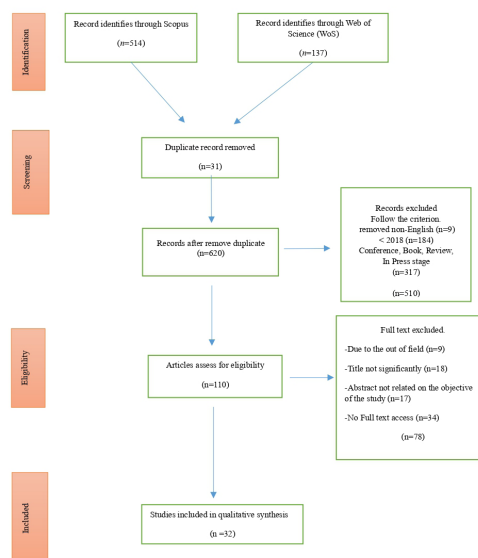 Identification
Record identifies through Scopus
(n=514)
Record identifies through Web of
Science (WoS)
(n=137)
Screening
Duplicate record removed
(n=31)
Records after remove duplicate
(n=620)
Records excluded
Follow the criterion.
removed non-English (n=9)
< 2018 (n=184)
Conference, Book, Review,
In Press stage
(n=317)
(n=510)
Eligibility
Articles assess for eligibility
(n=110)
Full text excluded
-Due to the out of field (n=9)
-Title not significantly (n=18)
-Abstract not related on the objective
of the study (n=17)
-No Full text access (n=34)
(n=78)
Included
Studies included in qualitative synthesis
(n =32)